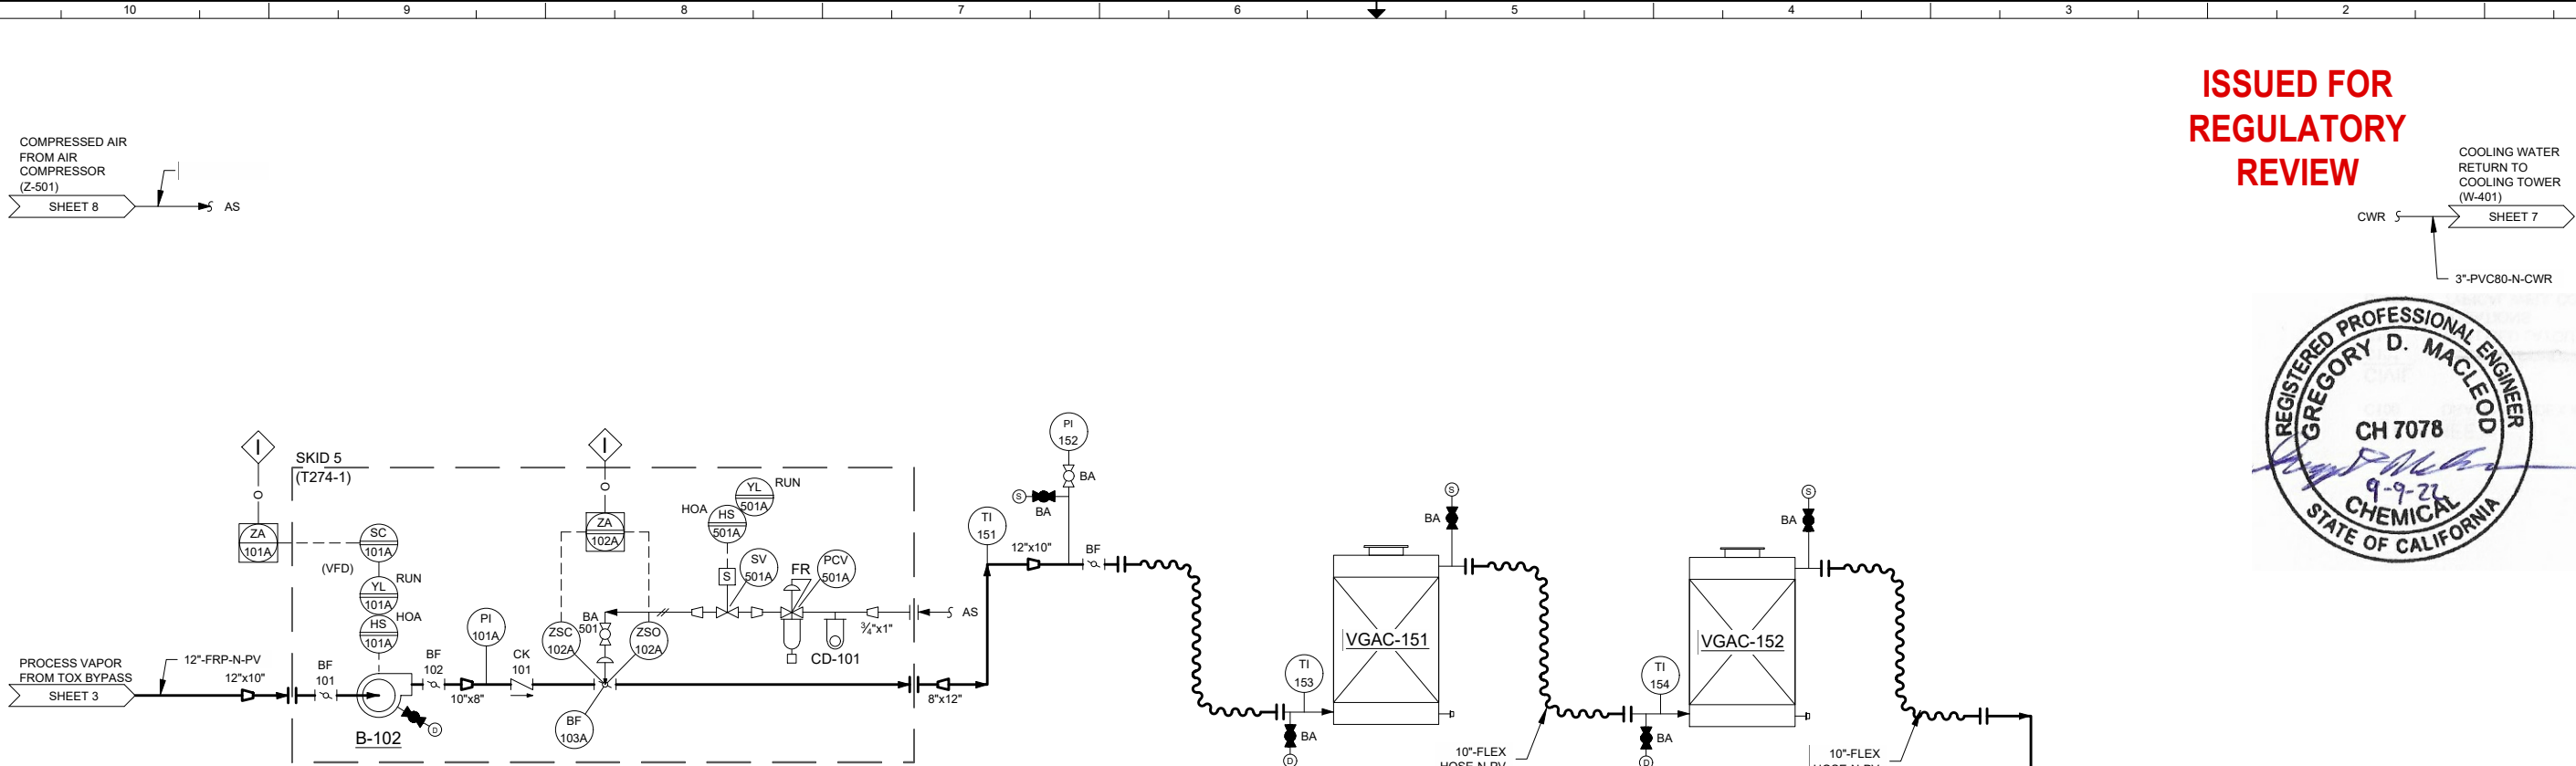 10 9 8 7 6 5 4 3 2
ISSUED FOR
REGULATORY
REVIEW
COMPRESSED AIR
FROM AIR
COMPRESSOR
(Z-501)
SHEET 8
AS
COOLING WATER
RETURN TO
COOLING TOWER
(W-401)
SHEET 7
CWR
3"-PVC80-N-CWR
REGISTERED PROFESSIONAL ENGINEER
GREGORY D. MACLEOD
CH 7078
9-9-22
CHEMICAL
STATE OF CALIFORNIA
I
I
SKID 5
(T274-1)
ZA
101A
SC
101A
(VFD)
YL
101A
RUN
HS
101A
HOA
ZA
102A
YL
501A
RUN
HOA
HS
501A
S
SV
501A
FR
PCV
501A
BA
501
ZSC
102A
ZSO
102A
¾"x1"
AS
CD-101
PI
101A
PROCESS VAPOR
FROM TOX BYPASS
SHEET 3
12"-FRP-N-PV
12"x10"
BF
101
BF
102
10"x8"
CK
101
D
B-102
BF
103A
8"x12"
TI
151
PI
152
BA
S
BA
12"x10"
BF
TI
153
BA
D
S
BA
VGAC-151
10"-FLEX
HOSE-N-PV
TI
154
BA
D
S
BA
VGAC-152
10"-FLEX
HOSE-N-PV